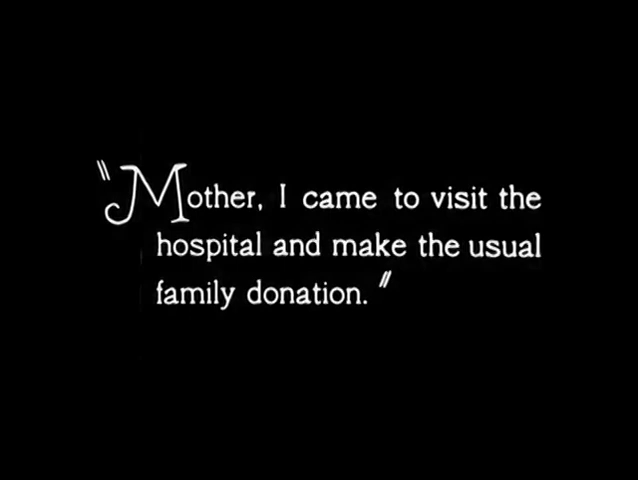 "Mother, I came to visit the
hospital and make the usual
family donation."